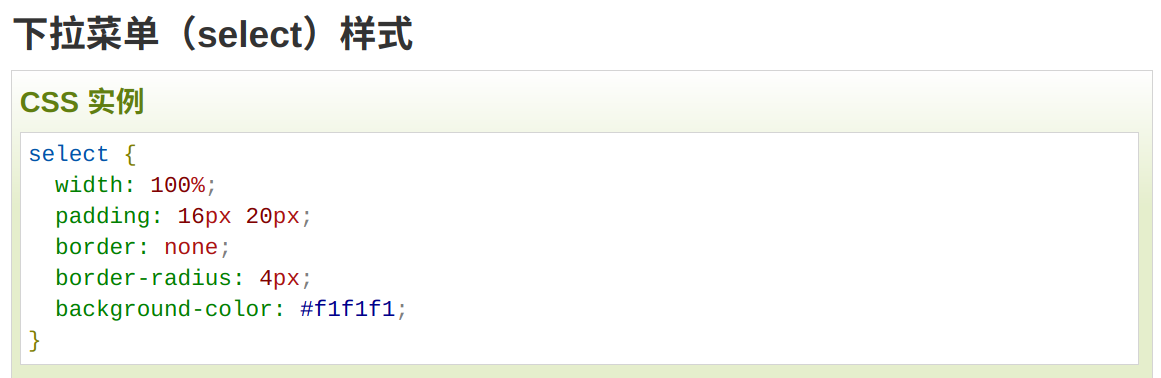 下拉菜单（select）样式
CSS 实例
select {
  width: 100%;
  padding: 16px 20px;
  border: none;
  border-radius: 4px;
  background-color: #f1f1f1;
}